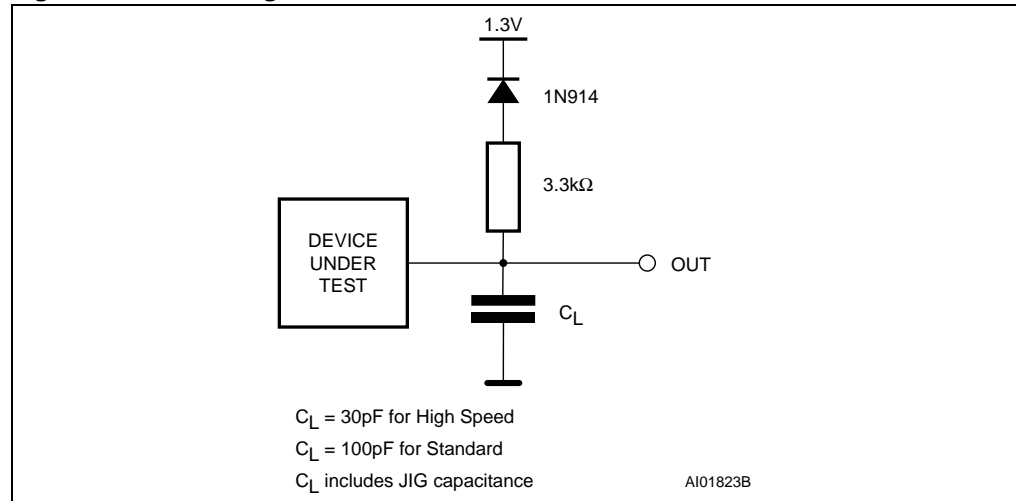 1.3V
1N914
3.3kΩ
DEVICE
UNDER
TEST
OUT
CL
CL = 30pF for High Speed
CL = 100pF for Standard
CL includes JIG capacitance
AI01823B